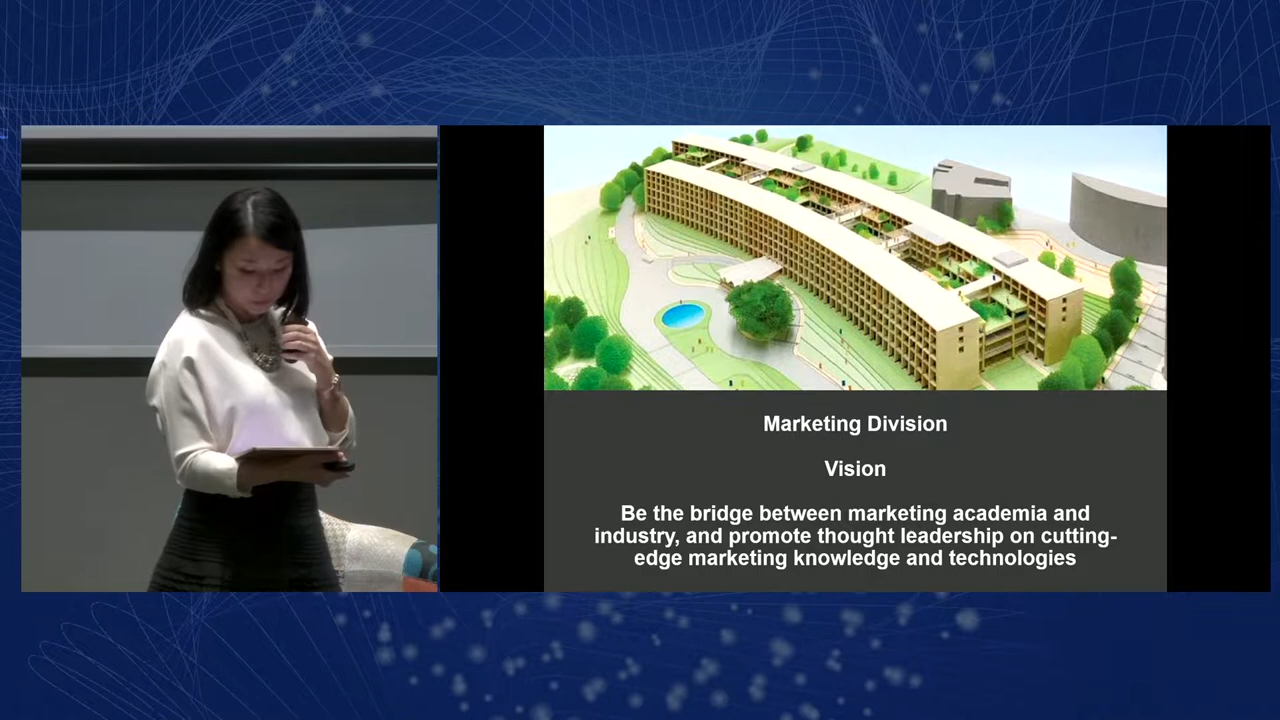 Marketing Division
Vision
Be the bridge between marketing academia and
industry, and promote thought leadership on cutting-
edge marketing knowledge and technologies